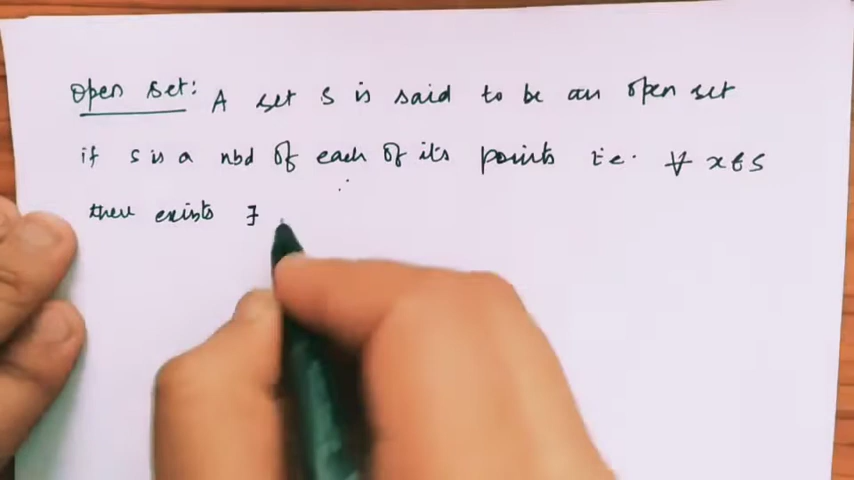 Open set: A set S is said to be an open set
if S is a nbd of each of its points i.e. ∀ x ∈ S
there exists ∃